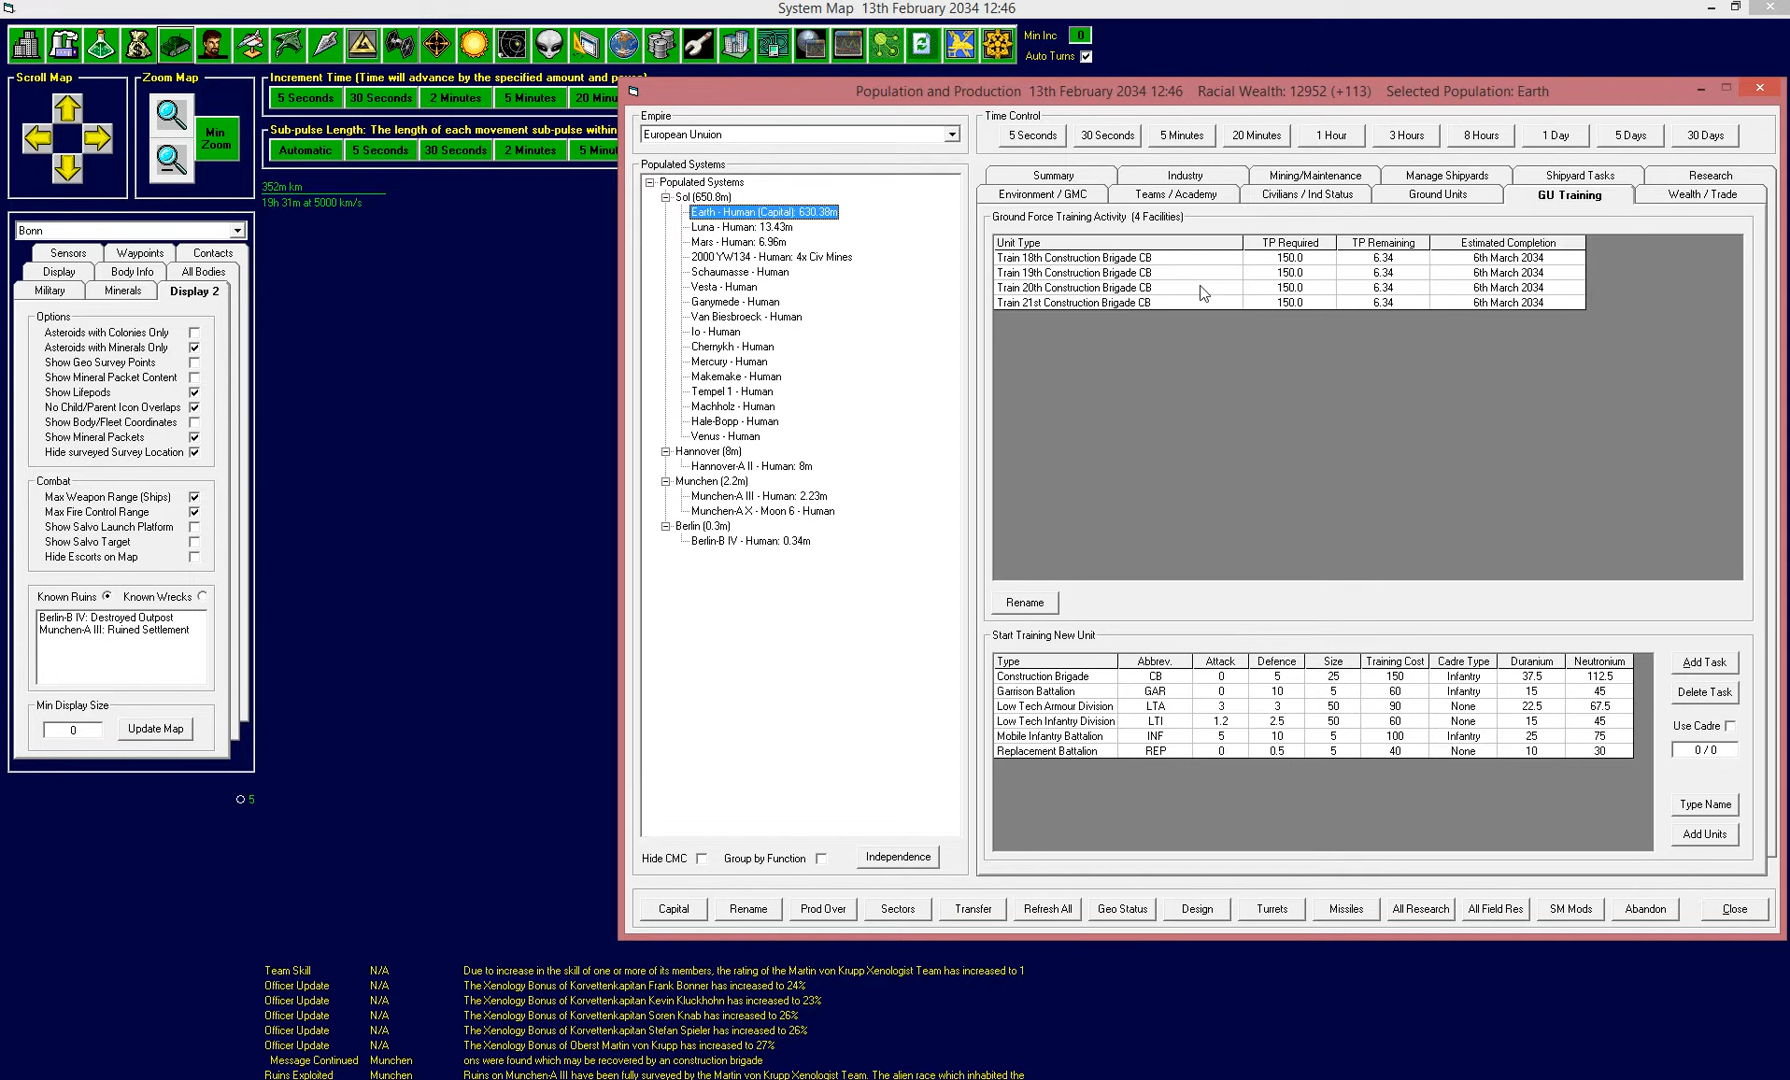 System Map 13th February 2034 12:46
Min Inc 0
Auto Turns
Scroll Map
Zoom Map
Min Zoom
Increment Time (Time will advance by the specified amount and pause)
5 Seconds 30 Seconds 2 Minutes 5 Minutes 20 Minu
Sub-pulse Length: The length of each movement sub-pulse within
Automatic 5 Seconds 30 Seconds 2 Minutes 5 Minut
352m km
19h 31m at 5000 km/s
Bonn
Sensors Waypoints Contacts
Display Body Info All Bodies
Military Minerals Display 2
Options
Asteroids with Colonies Only
Asteroids with Minerals Only
Show Geo Survey Points
Show Mineral Packet Content
Show Lifepods
No Child/Parent Icon Overlaps
Show Body/Fleet Coordinates
Show Mineral Packets
Hide surveyed Survey Location
Combat
Max Weapon Range (Ships)
Max Fire Control Range
Show Salvo Launch Platform
Show Salvo Target
Hide Escorts on Map
Known Ruins Known Wrecks
Berlin-B IV: Destroyed Outpost
Munchen-A III: Ruined Settlement
Min Display Size
0 Update Map
5
Population and Production 13th February 2034 12:46 Racial Wealth: 12952 (+113) Selected Population: Earth
Empire
European Unuion
Populated Systems
Populated Systems
Sol (650.8m)
Earth - Human (Capital): 630.38m
Luna - Human: 13.43m
Mars - Human: 6.96m
2000 YW134 - Human: 4x Civ Mines
Schaumasse - Human
Vesta - Human
Ganymede - Human
Van Biesbroeck - Human
Io - Human
Chernykh - Human
Mercury - Human
Makemake - Human
Tempel 1 - Human
Machholz - Human
Hale-Bopp - Human
Venus - Human
Hannover (8m)
Hannover-A II - Human: 8m
Munchen (2.2m)
Munchen-A III - Human: 2.23m
Munchen-A X - Moon 6 - Human
Berlin (0.3m)
Berlin-B IV - Human: 0.34m
Hide CMC Group by Function Independence
Time Control
5 Seconds 30 Seconds 5 Minutes 20 Minutes 1 Hour 3 Hours 8 Hours 1 Day 5 Days 30 Days
Summary Industry Mining/Maintenance Manage Shipyards Shipyard Tasks Research
Environment / GMC Teams / Academy Civilians / Ind Status Ground Units GU Training Wealth / Trade
Ground Force Training Activity (4 Facilities)
Unit Type TP Required TP Remaining Estimated Completion
Train 18th Construction Brigade CB 150.0 6.34 6th March 2034
Train 19th Construction Brigade CB 150.0 6.34 6th March 2034
Train 20th Construction Brigade CB 150.0 6.34 6th March 2034
Train 21st Construction Brigade CB 150.0 6.34 6th March 2034
Rename
Start Training New Unit
Type Abbrev. Attack Defence Size Training Cost Cadre Type Duranium Neutronium
Construction Brigade CB 0 5 25 150 Infantry 37.5 112.5
Garrison Battalion GAR 0 10 5 60 Infantry 15 45
Low Tech Armour Division LTA 3 3 50 90 None 22.5 67.5
Low Tech Infantry Division LTI 1.2 2.5 50 60 None 15 45
Mobile Infantry Battalion INF 5 10 5 100 Infantry 25 75
Replacement Battalion REP 0 0.5 5 40 None 10 30
Add Task
Delete Task
Use Cadre
0 / 0
Type Name
Add Units
Capital Rename Prod Over Sectors Transfer Refresh All Geo Status Design Turrets Missiles All Research All Field Res SM Mods Abandon Close
Team Skill N/A Due to increase in the skill of one or more of its members, the rating of the Martin von Krupp Xenologist Team has increased to 1
Officer Update N/A The Xenology Bonus of Korvettenkapitan Frank Bonner has increased to 24%
Officer Update N/A The Xenology Bonus of Korvettenkapitan Kevin Kluckhohn has increased to 23%
Officer Update N/A The Xenology Bonus of Korvettenkapitan Soren Knab has increased to 26%
Officer Update N/A The Xenology Bonus of Korvettenkapitan Stefan Spieler has increased to 26%
Officer Update N/A The Xenology Bonus of Oberst Martin von Krupp has increased to 27%
Message Continued Munchen ons were found which may be recovered by an construction brigade
Ruins Exploited Munchen Ruins on Munchen-A III have been fully surveyed by the Martin von Krupp Xenologist Team. The alien race which inhabited the